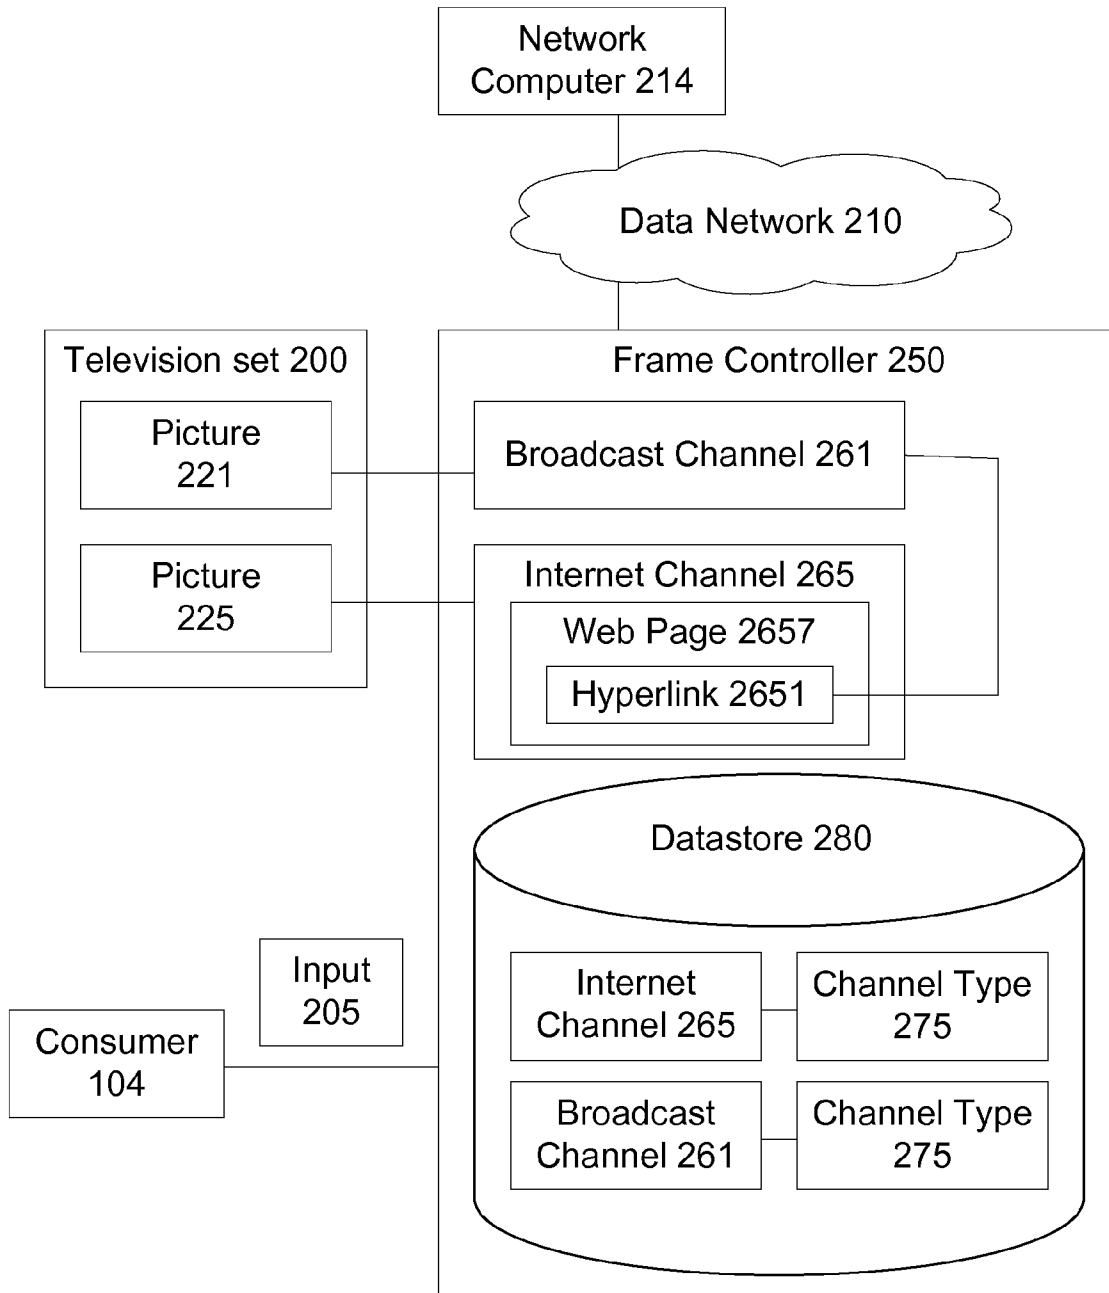 Network
Computer 214
Data Network 210
Television set 200
Picture
221
Picture
225
Frame Controller 250
Broadcast Channel 261
Internet Channel 265
Web Page 2657
Hyperlink 2651
Datastore 280
Internet
Channel 265
Channel Type
275
Broadcast
Channel 261
Channel Type
275
Input
205
Consumer
104